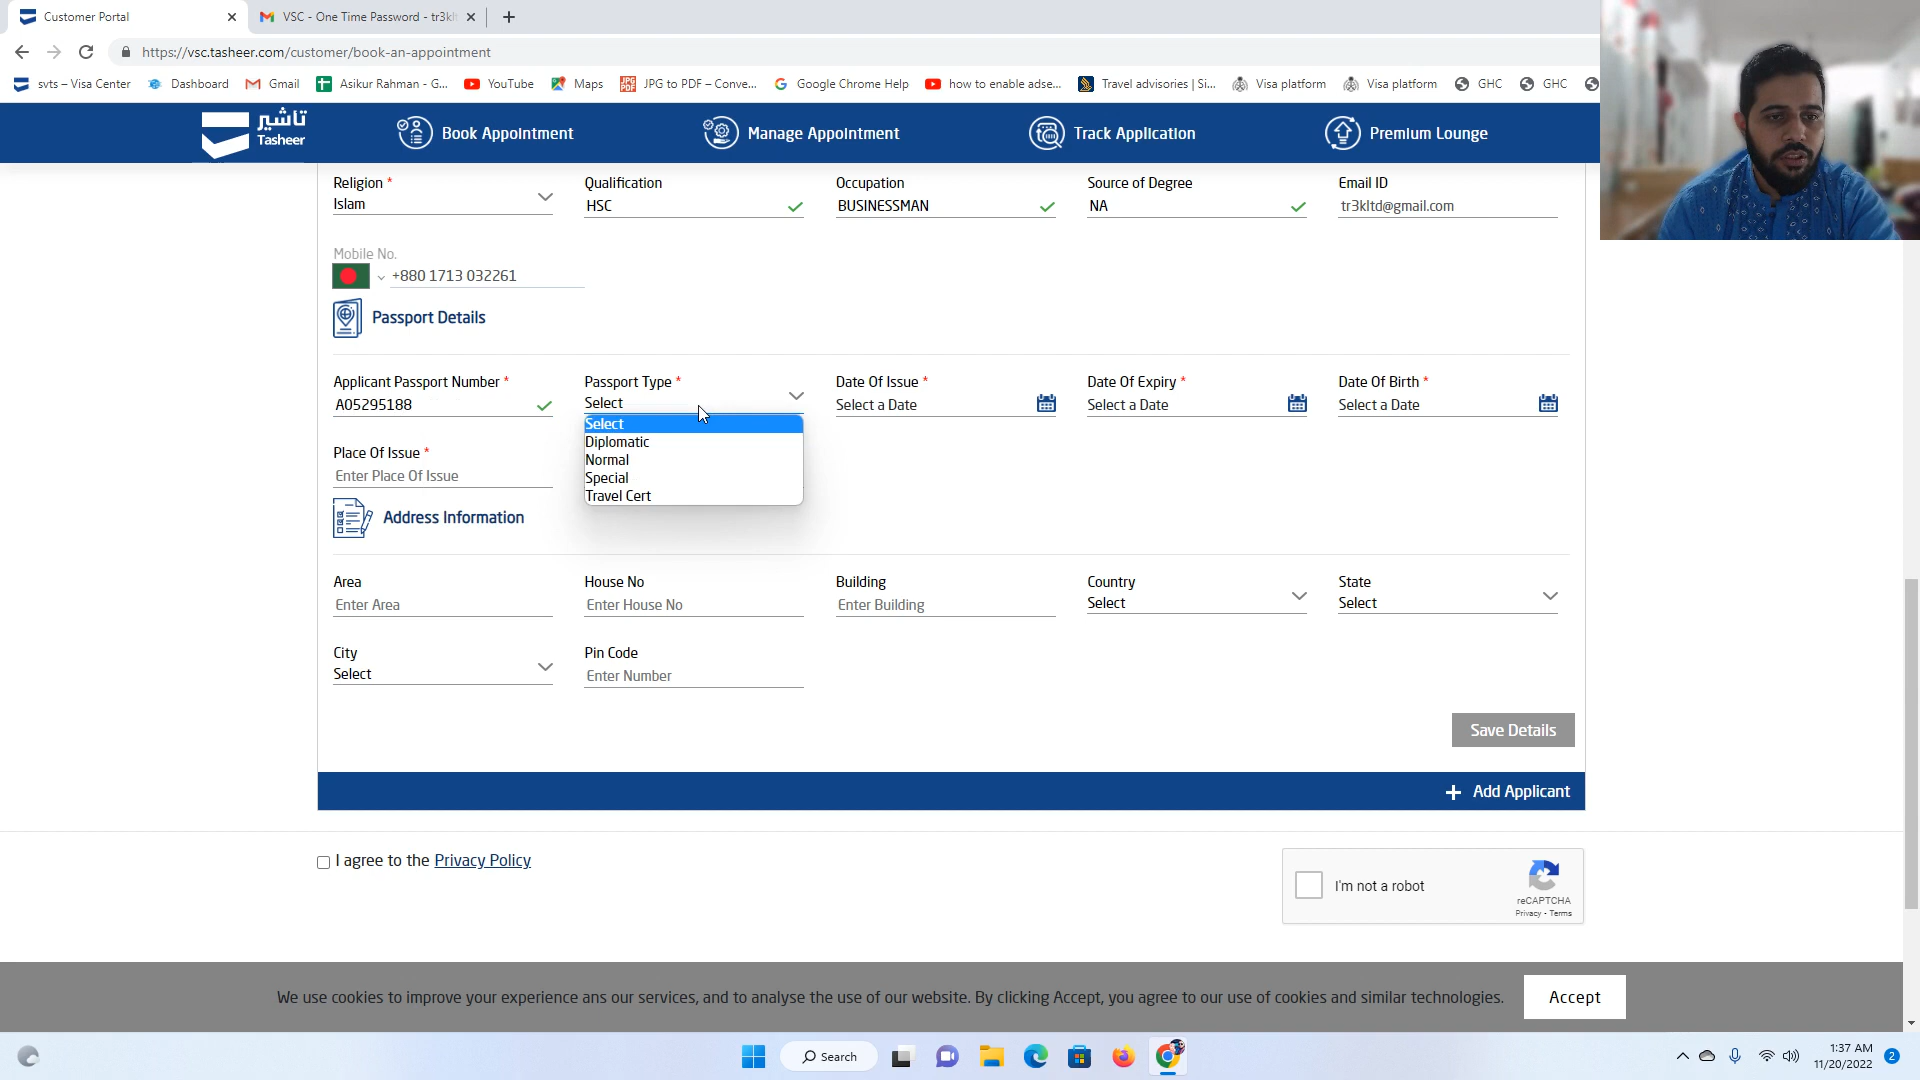 Customer Portal
VSC - One Time Password - tr3klt
https://vsc.tasheer.com/customer/book-an-appointment
svts – Visa Center
Dashboard
Gmail
Asikur Rahman - G...
YouTube
Maps
JPG to PDF – Conve...
Google Chrome Help
how to enable adse...
Travel advisories | Si...
Visa platform
Visa platform
GHC
GHC
تاشير
Tasheer
Book Appointment
Manage Appointment
Track Application
Premium Lounge
Religion *
Qualification
Occupation
Source of Degree
Email ID
Islam
HSC
BUSINESSMAN
NA
tr3kltd@gmail.com
Mobile No.
+880 1713 032261
Passport Details
Applicant Passport Number *
Passport Type *
Date Of Issue *
Date Of Expiry *
Date Of Birth *
A05295188
Select
Select a Date
Select a Date
Select a Date
Select
Diplomatic
Normal
Special
Travel Cert
Place Of Issue *
Enter Place Of Issue
Address Information
Area
House No
Building
Country
State
Enter Area
Enter House No
Enter Building
Select
Select
City
Pin Code
Select
Enter Number
Save Details
+ Add Applicant
I agree to the Privacy Policy
I'm not a robot
reCAPTCHA
Privacy - Terms
We use cookies to improve your experience ans our services, and to analyse the use of our website. By clicking Accept, you agree to our use of cookies and similar technologies.
Accept
Search
1:37 AM
11/20/2022
2